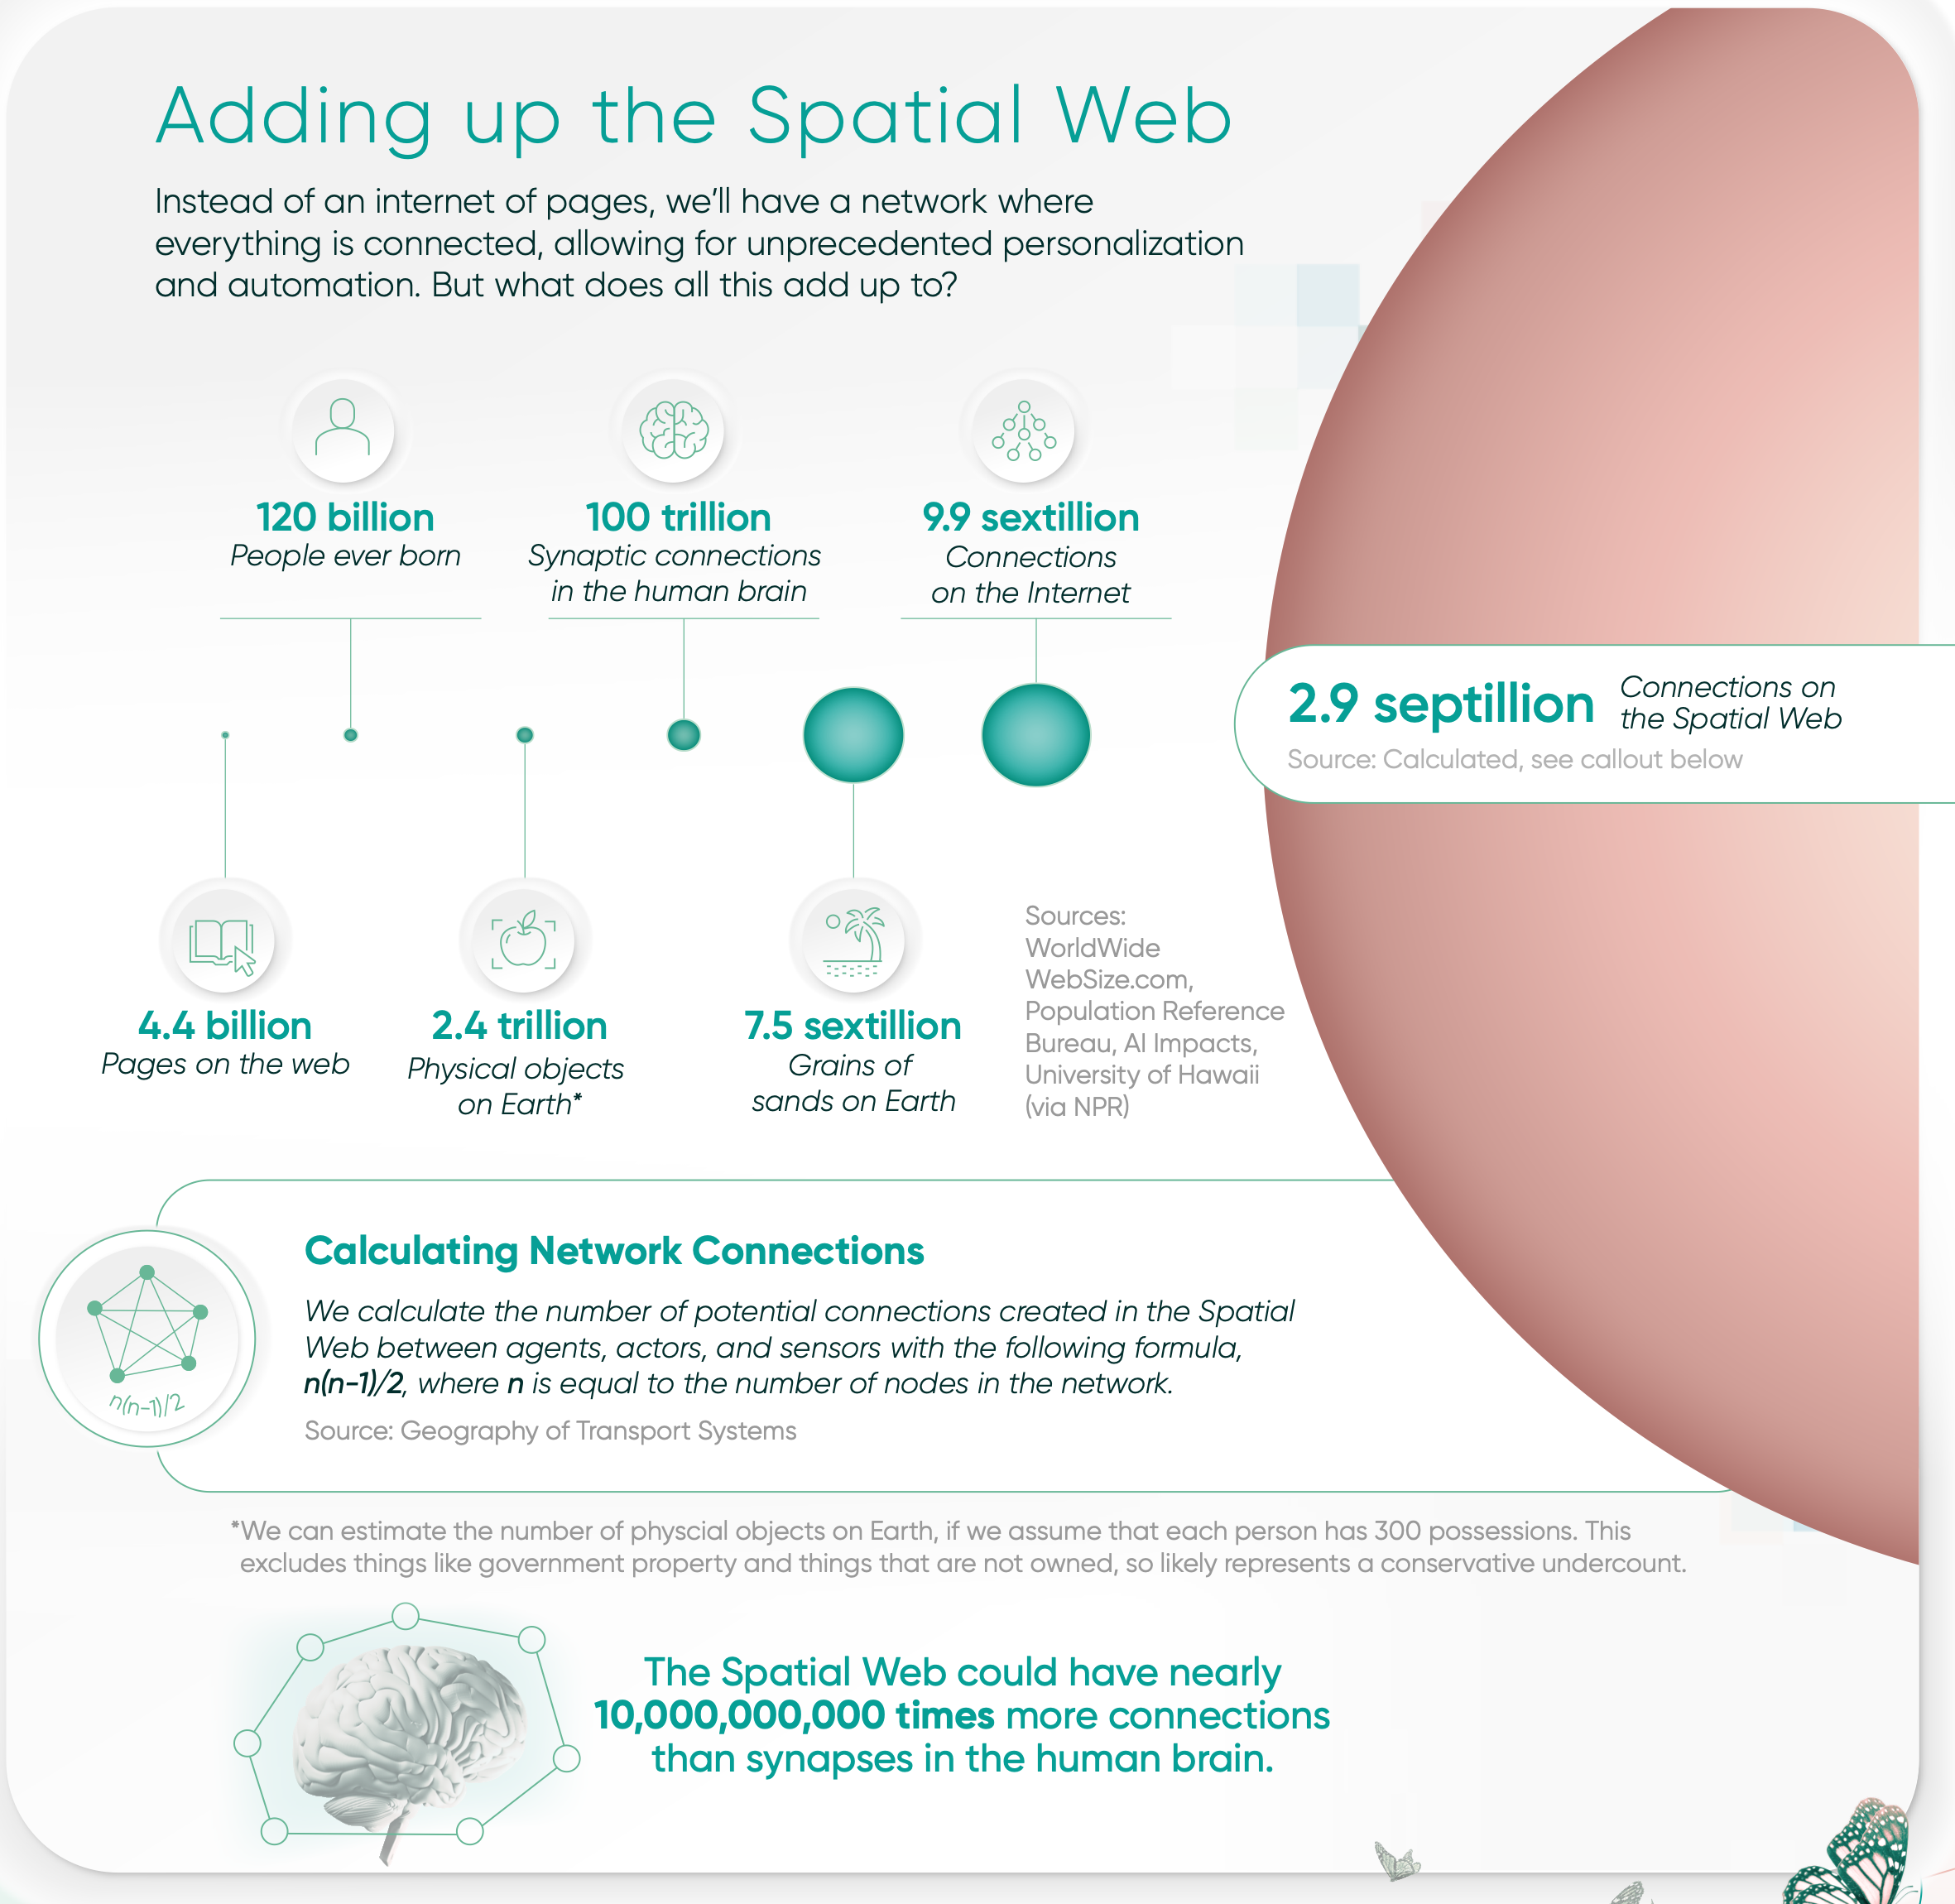 Adding up the Spatial Web
Instead of an internet of pages, we'll have a network where
everything is connected, allowing for unprecedented personalization
and automation. But what does all this add up to?
120 billion
People ever born
100 trillion
Synaptic connections
in the human brain
9.9 sextillion
Connections
on the Internet
2.9 septillion
Connections on
the Spatial Web
Source: Calculated, see callout below
4.4 billion
Pages on the web
2.4 trillion
Physical objects
on Earth*
7.5 sextillion
Grains of
sands on Earth
Sources:
WorldWide
WebSize.com,
Population Reference
Bureau, AI Impacts,
University of Hawaii
(via NPR)
n(n-1)/2
Calculating Network Connections
We calculate the number of potential connections created in the Spatial
Web between agents, actors, and sensors with the following formula,
n(n-1)/2, where n is equal to the number of nodes in the network.
Source: Geography of Transport Systems
*We can estimate the number of physcial objects on Earth, if we assume that each person has 300 possessions. This
excludes things like government property and things that are not owned, so likely represents a conservative undercount.
The Spatial Web could have nearly
10,000,000,000 times more connections
than synapses in the human brain.